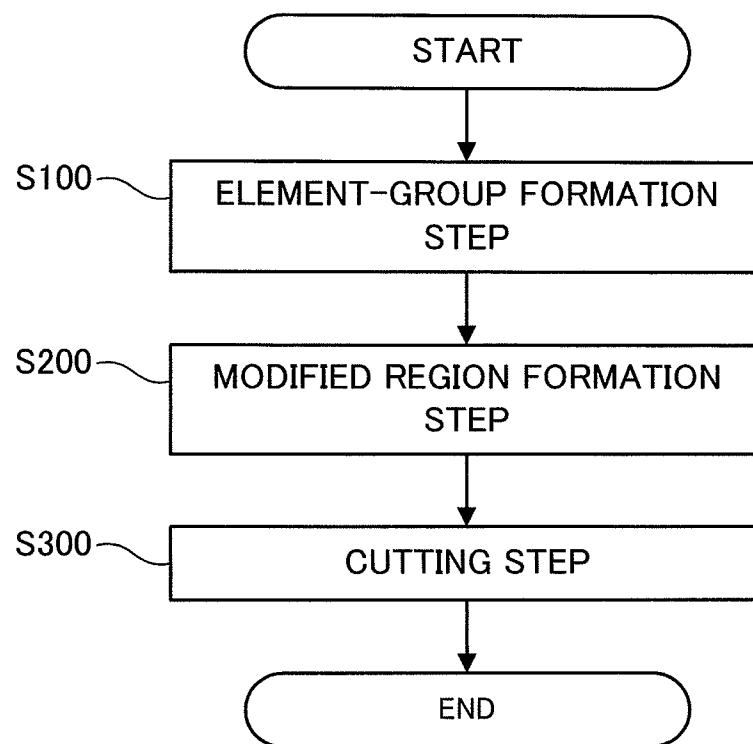 START
S100
ELEMENT-GROUP FORMATION
STEP
S200
MODIFIED REGION FORMATION
STEP
S300
CUTTING STEP
END